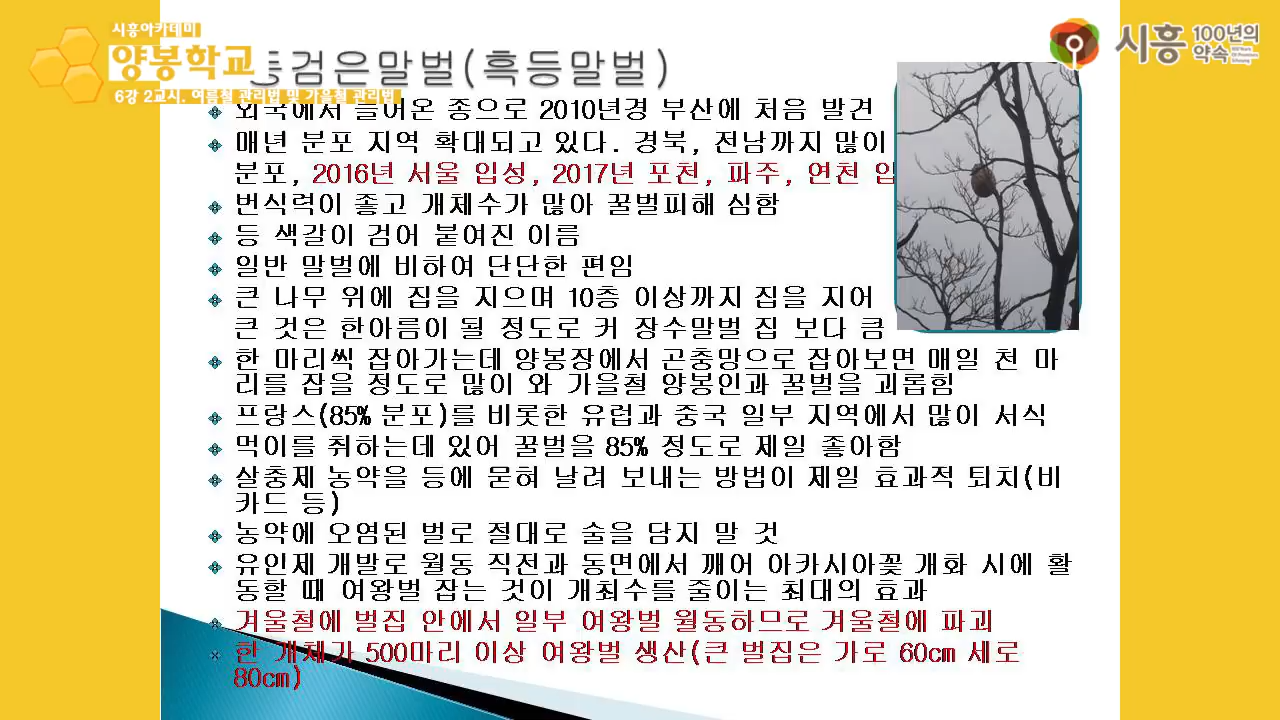 시흥아카데미
양봉학교
6강 2교시. 여름철 관리법 및 가을철 관리법
시흥 100년의 약속
등검은말벌(흑등말벌)
외국에서 들어온 종으로 2010년경 부산에 처음 발견
매년 분포 지역 확대되고 있다. 경북, 전남까지 많이
분포, 2016년 서울 입성, 2017년 포천, 파주, 연천 입
번식력이 좋고 개체수가 많아 꿀벌피해 심함
등 색갈이 검어 붙여진 이름
일반 말벌에 비하여 단단한 편임
큰 나무 위에 집을 지으며 10층 이상까지 집을 지어
큰 것은 한아름이 될 정도로 커 장수말벌 집 보다 큼
한 마리씩 잡아가는데 양봉장에서 곤충망으로 잡아보면 매일 천 마
리를 잡을 정도로 많이 와 가을철 양봉인과 꿀벌을 괴롭힘
프랑스(85% 분포)를 비롯한 유럽과 중국 일부 지역에서 많이 서식
먹이를 취하는데 있어 꿀벌을 85% 정도로 제일 좋아함
살충제 농약을 등에 묻혀 날려 보내는 방법이 제일 효과적 퇴치(비
카드 등)
농약에 오염된 벌로 절대로 술을 담지 말 것
유인제 개발로 월동 직전과 동면에서 깨어 아카시아꽃 개화 시에 활
동할 때 여왕벌 잡는 것이 개최수를 줄이는 최대의 효과
겨울철에 벌집 안에서 일부 여왕벌 월동하므로 겨울철에 파괴
한 개체가 500마리 이상 여왕벌 생산(큰 벌집은 가로 60cm 세로
80cm)